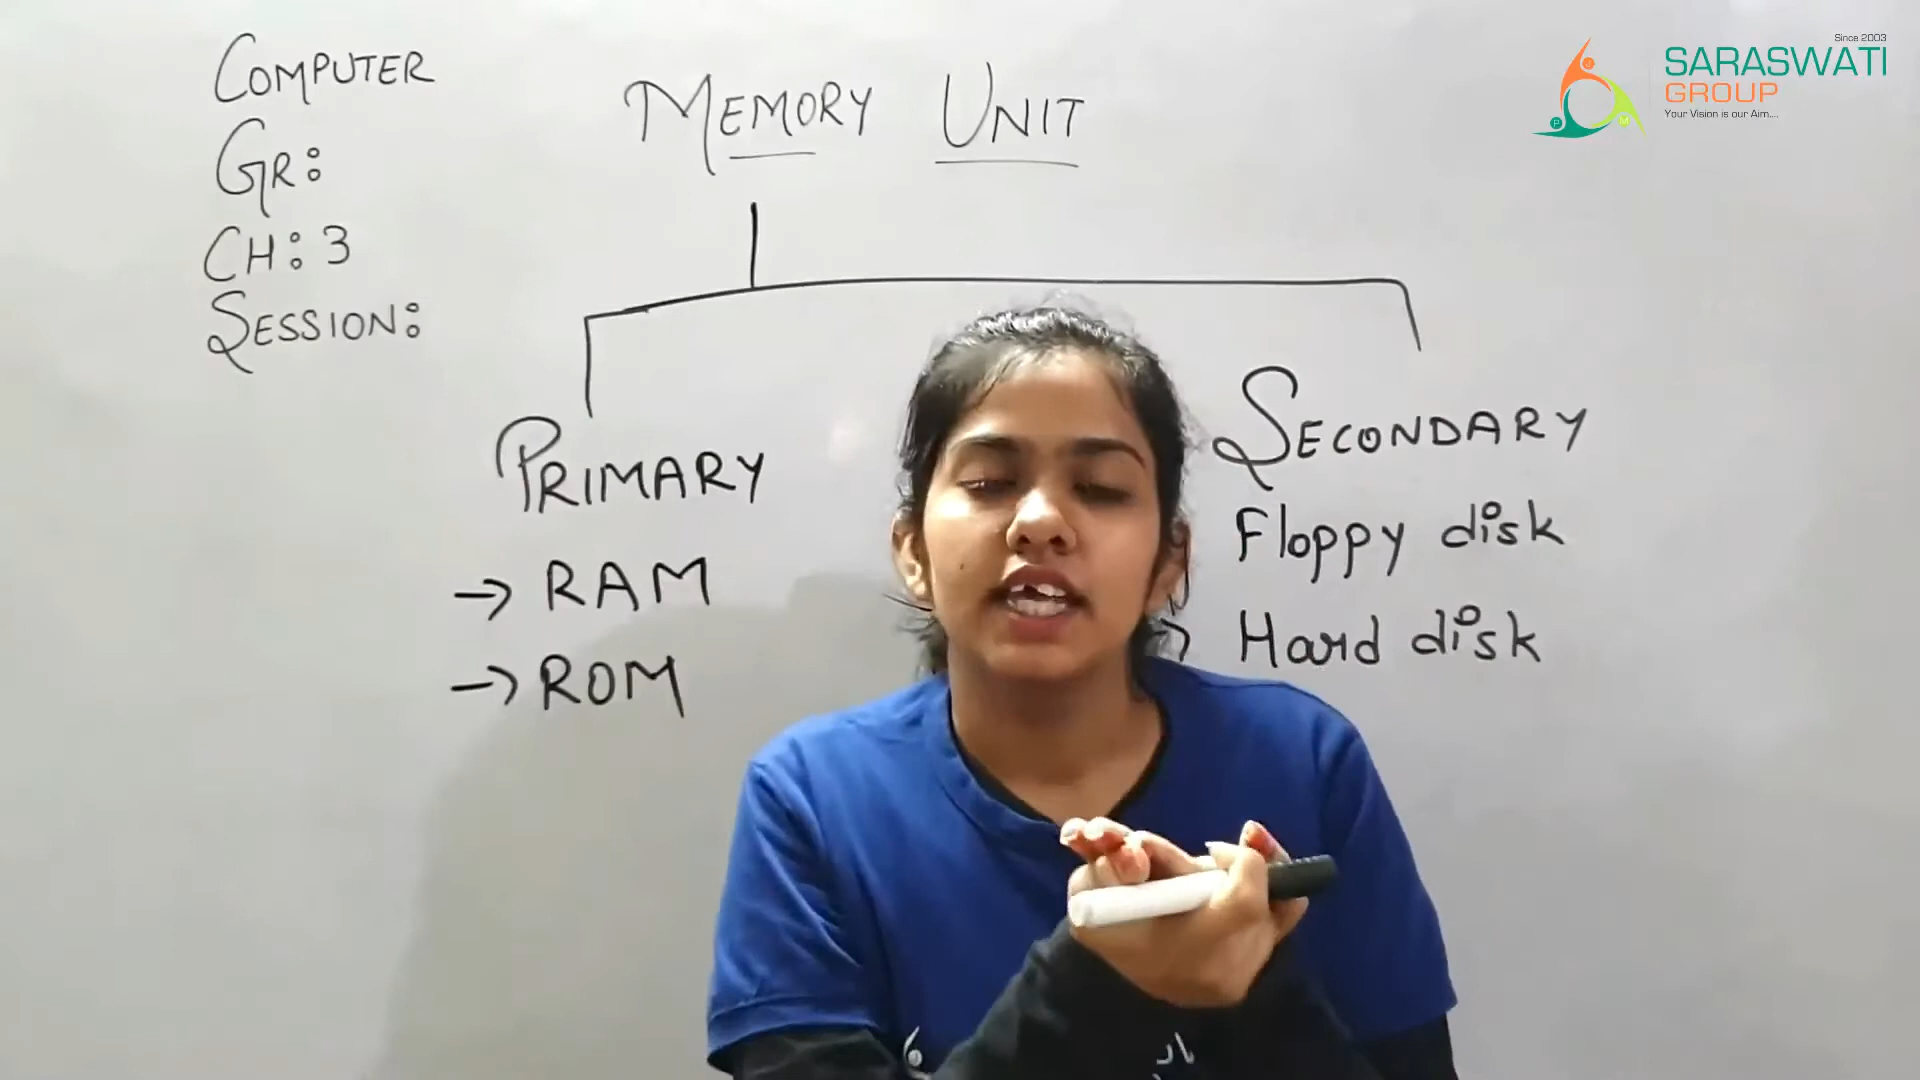 COMPUTER
GR:
CH: 3
SESSION:
MEMORY UNIT
PRIMARY
→ RAM
→ ROM
SECONDARY
Floppy disk
→ Hard disk
Since 2003
SARASWATI
GROUP
Your Vision is our Aim....
J
P
M